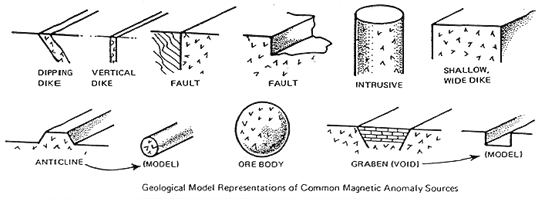 DIPPING
DIKE
VERTICAL
DIKE
FAULT
FAULT
INTRUSIVE
SHALLOW,
WIDE DIKE
ANTICLINE
(MODEL)
ORE BODY
GRABEN (VOID)
(MODEL)
Geological Model Representations of Common Magnetic Anomaly Sources